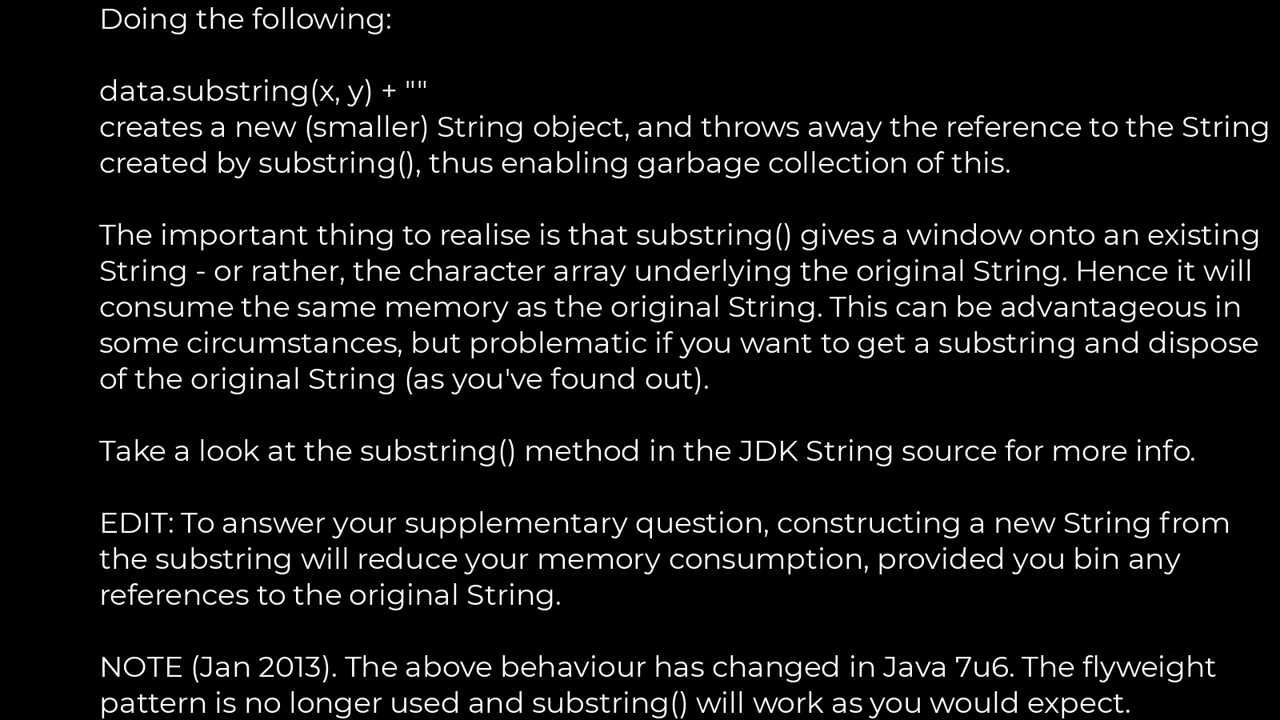 Doing the following:
data.substring(x, y) + ""
creates a new (smaller) String object, and throws away the reference to the String
created by substring(), thus enabling garbage collection of this.
The important thing to realise is that substring() gives a window onto an existing
String - or rather, the character array underlying the original String. Hence it will
consume the same memory as the original String. This can be advantageous in
some circumstances, but problematic if you want to get a substring and dispose
of the original String (as you've found out).
Take a look at the substring() method in the JDK String source for more info.
EDIT: To answer your supplementary question, constructing a new String from
the substring will reduce your memory consumption, provided you bin any
references to the original String.
NOTE (Jan 2013). The above behaviour has changed in Java 7u6. The flyweight
pattern is no longer used and substring() will work as you would expect.